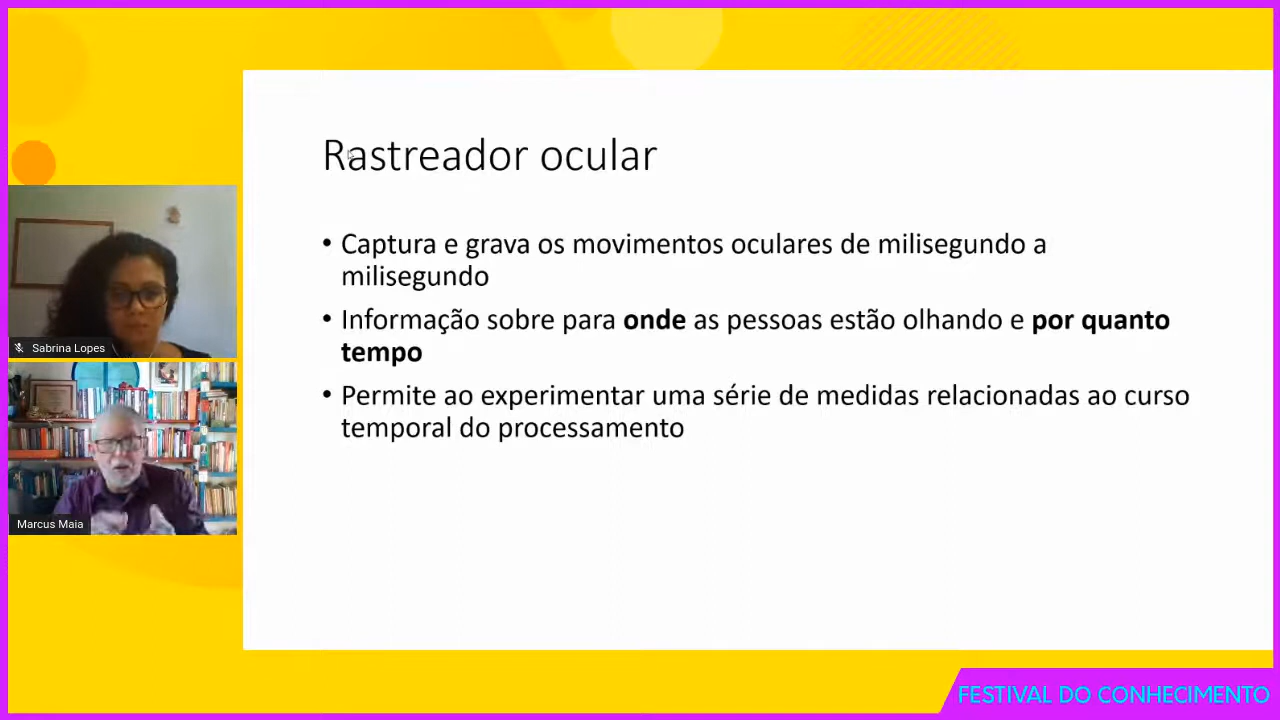 Rastreador ocular
• Captura e grava os movimentos oculares de milisegundo a
milisegundo
• Informação sobre para onde as pessoas estão olhando e por quanto
tempo
• Permite ao experimentar uma série de medidas relacionadas ao curso
temporal do processamento
Sabrina Lopes
Marcus Maia
FESTIVAL DO CONHECIMENTO